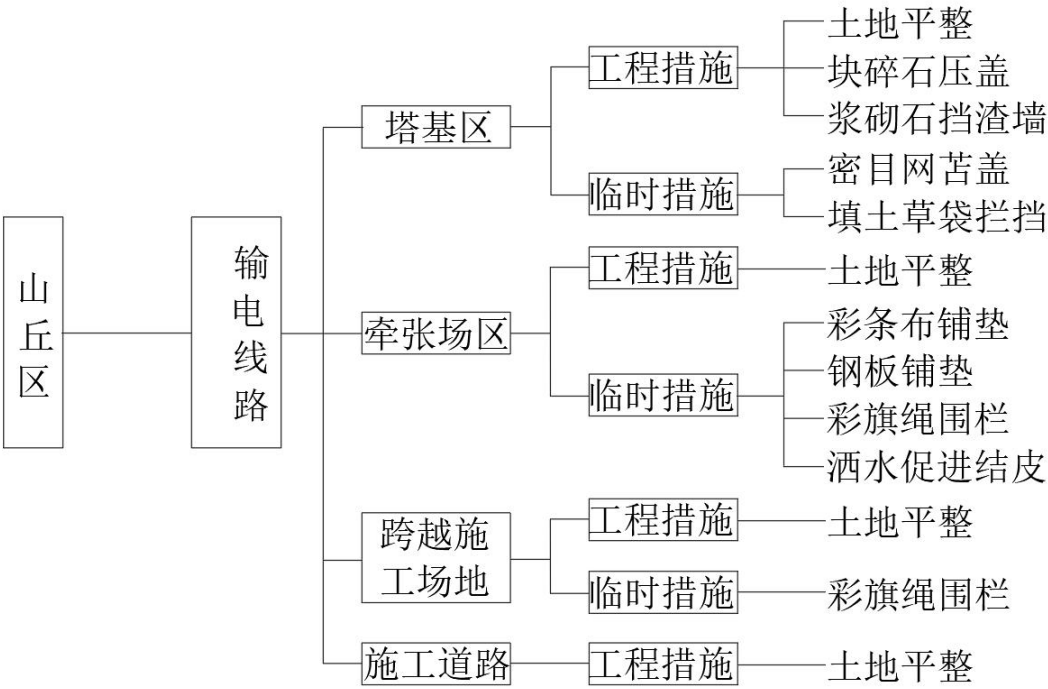 山丘区
输电线路
塔基区
工程措施
土地平整
块碎石压盖
浆砌石挡渣墙
临时措施
密目网苫盖
填土草袋拦挡
牵张场区
工程措施
土地平整
临时措施
彩条布铺垫
钢板铺垫
彩旗绳围栏
洒水促进结皮
跨越施
工场地
工程措施
土地平整
临时措施
彩旗绳围栏
施工道路
工程措施
土地平整